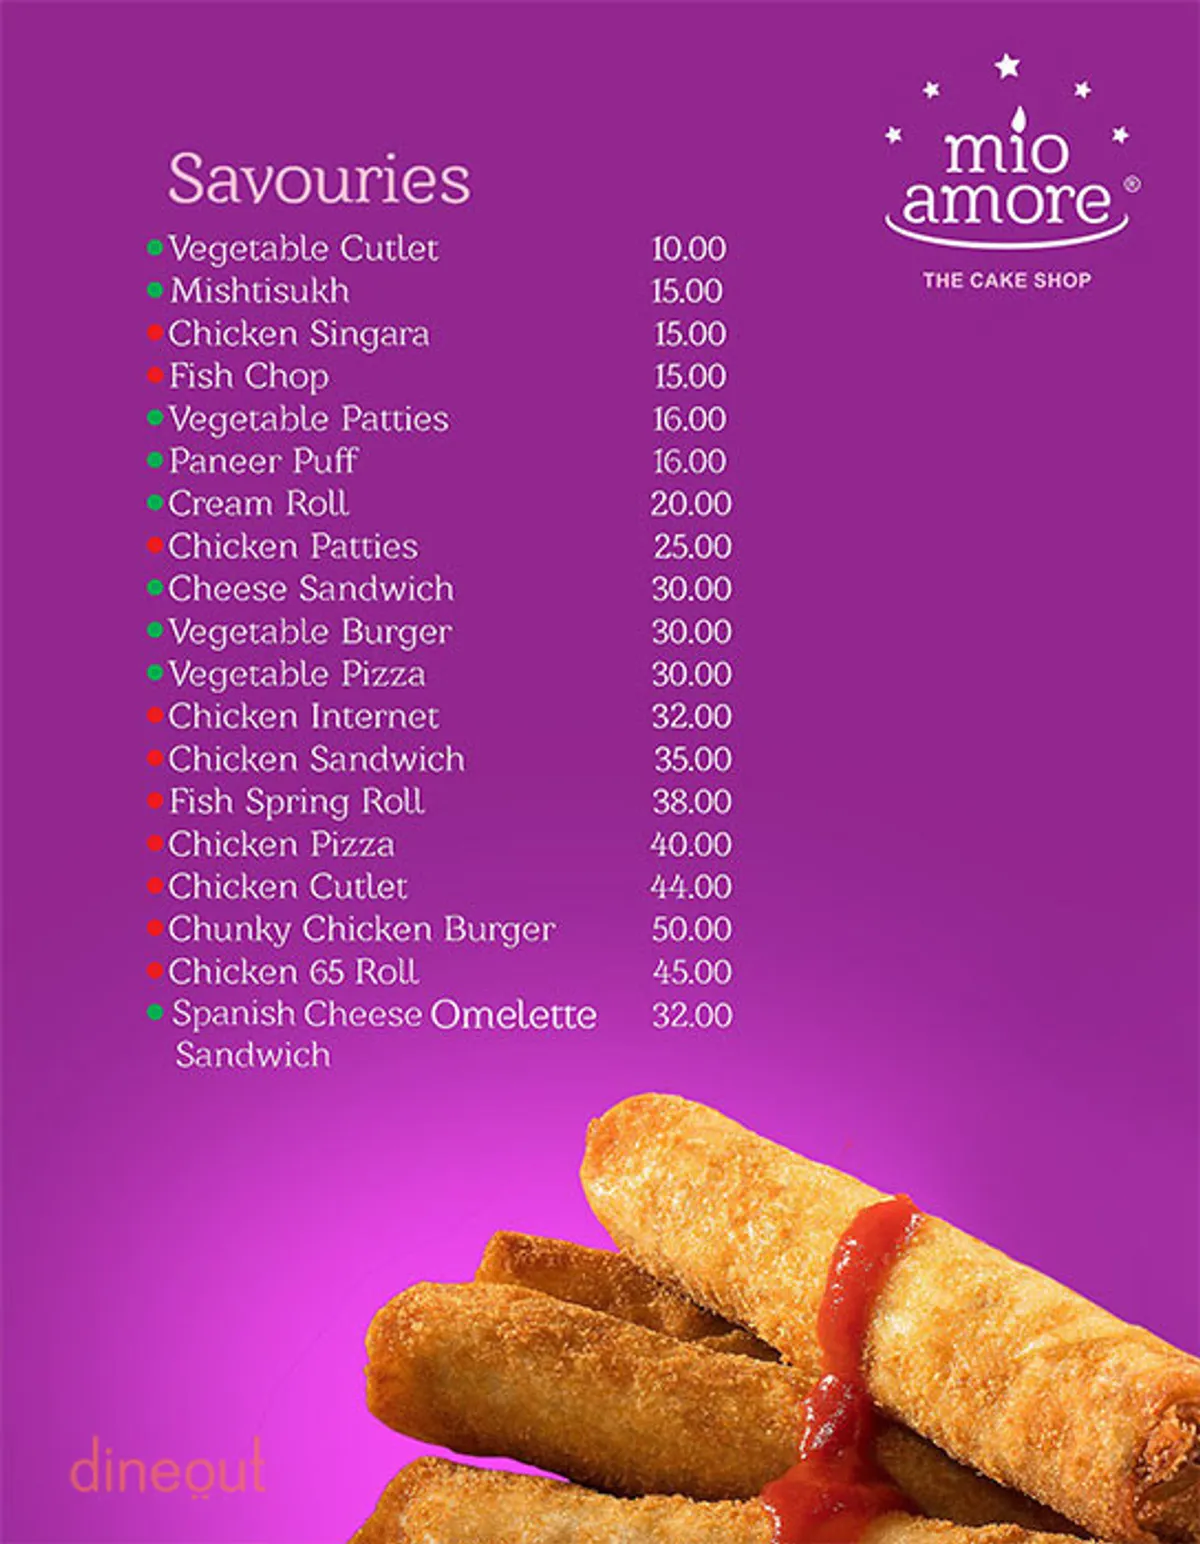 mio
amore®
THE CAKE SHOP
Savouries
Vegetable Cutlet 10.00
Mishtisukh 15.00
Chicken Singara 15.00
Fish Chop 15.00
Vegetable Patties 16.00
Paneer Puff 16.00
Cream Roll 20.00
Chicken Patties 25.00
Cheese Sandwich 30.00
Vegetable Burger 30.00
Vegetable Pizza 30.00
Chicken Internet 32.00
Chicken Sandwich 35.00
Fish Spring Roll 38.00
Chicken Pizza 40.00
Chicken Cutlet 44.00
Chunky Chicken Burger 50.00
Chicken 65 Roll 45.00
Spanish Cheese Omelette 32.00
Sandwich
dineout